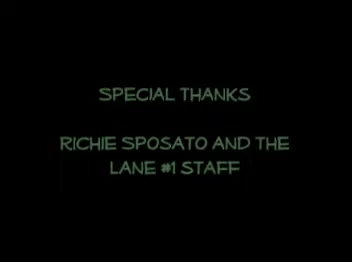 SPECIAL THANKS
RICHIE SPOSATO AND THE
LANE #1 STAFF